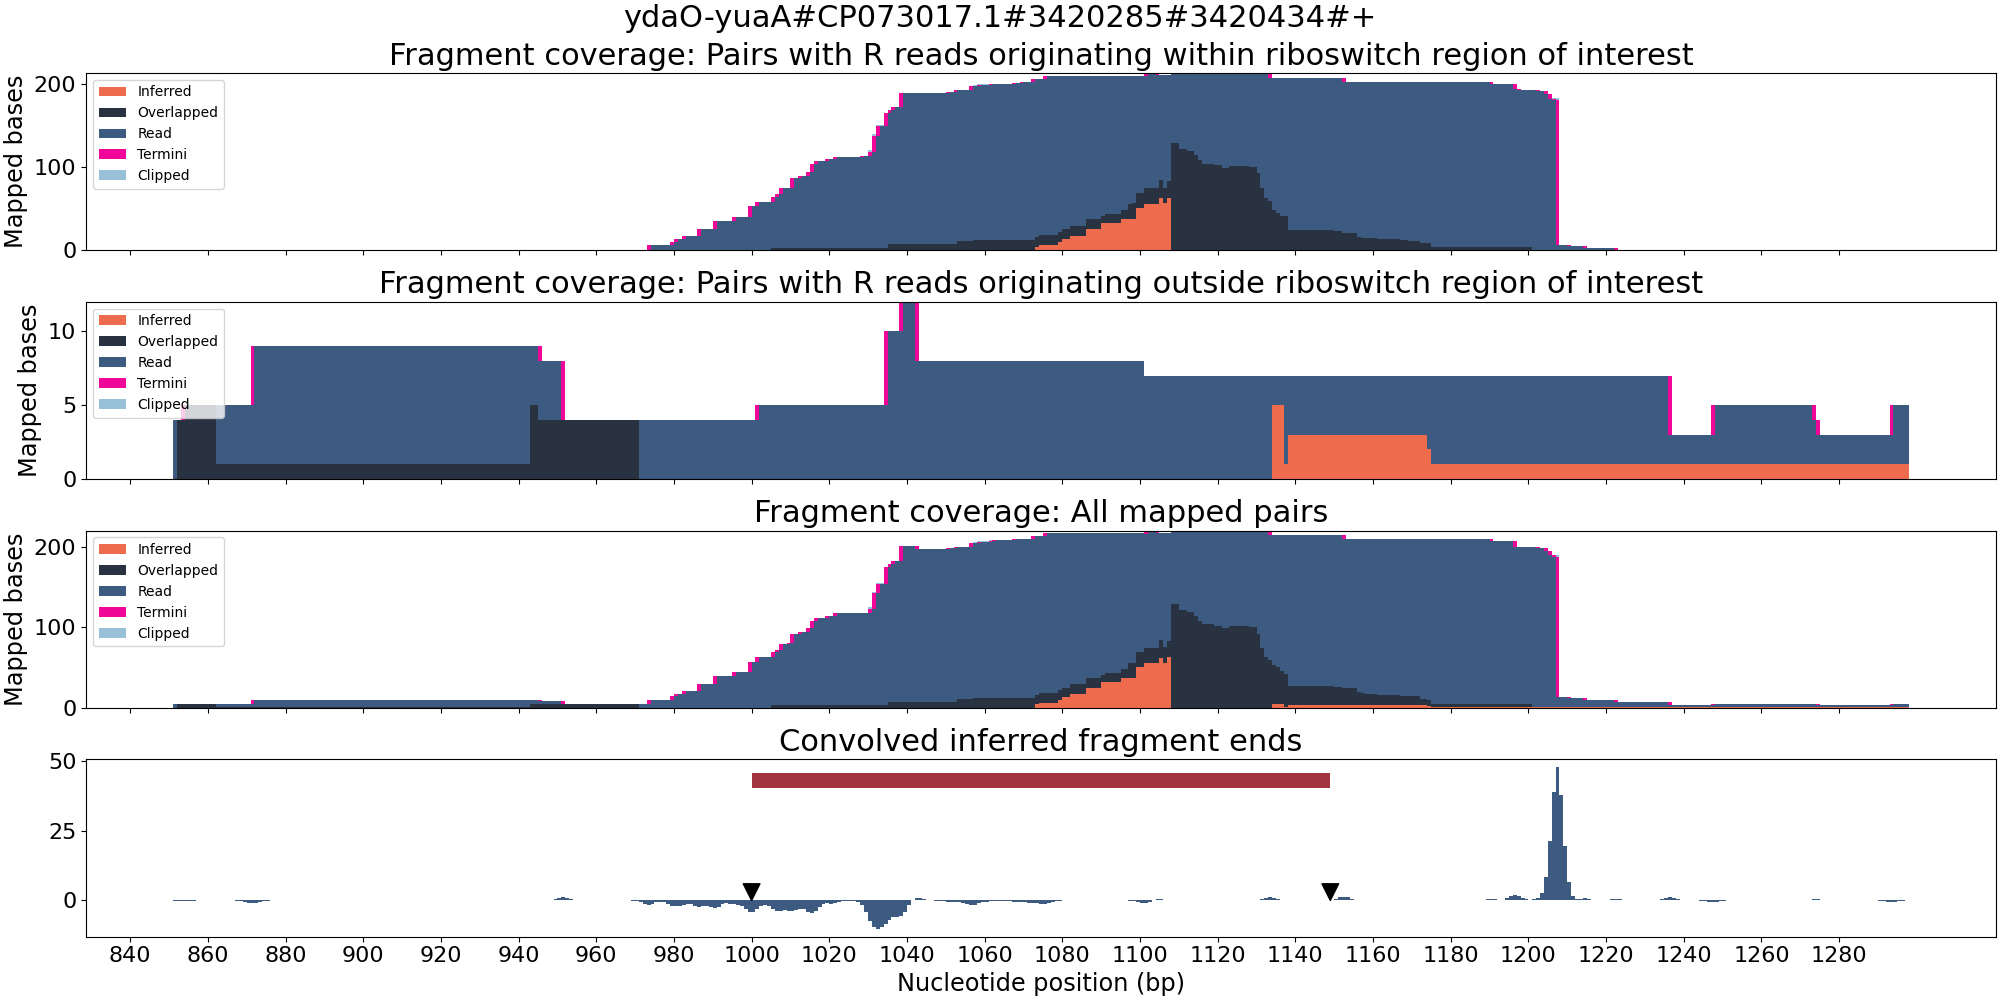 ydaO-yuaA#CP073017.1#3420285#3420434#+
Fragment coverage: Pairs with R reads originating within riboswitch region of interest
Mapped bases
200
100
0
Inferred
Overlapped
Read
Termini
Clipped
Fragment coverage: Pairs with R reads originating outside riboswitch region of interest
Mapped bases
10
5
0
Inferred
Overlapped
Read
Termini
Clipped
Fragment coverage: All mapped pairs
Mapped bases
200
100
0
Inferred
Overlapped
Read
Termini
Clipped
Convolved inferred fragment ends
50
25
0
840 860 880 900 920 940 960 980 1000 1020 1040 1060 1080 1100 1120 1140 1160 1180 1200 1220 1240 1260 1280
Nucleotide position (bp)